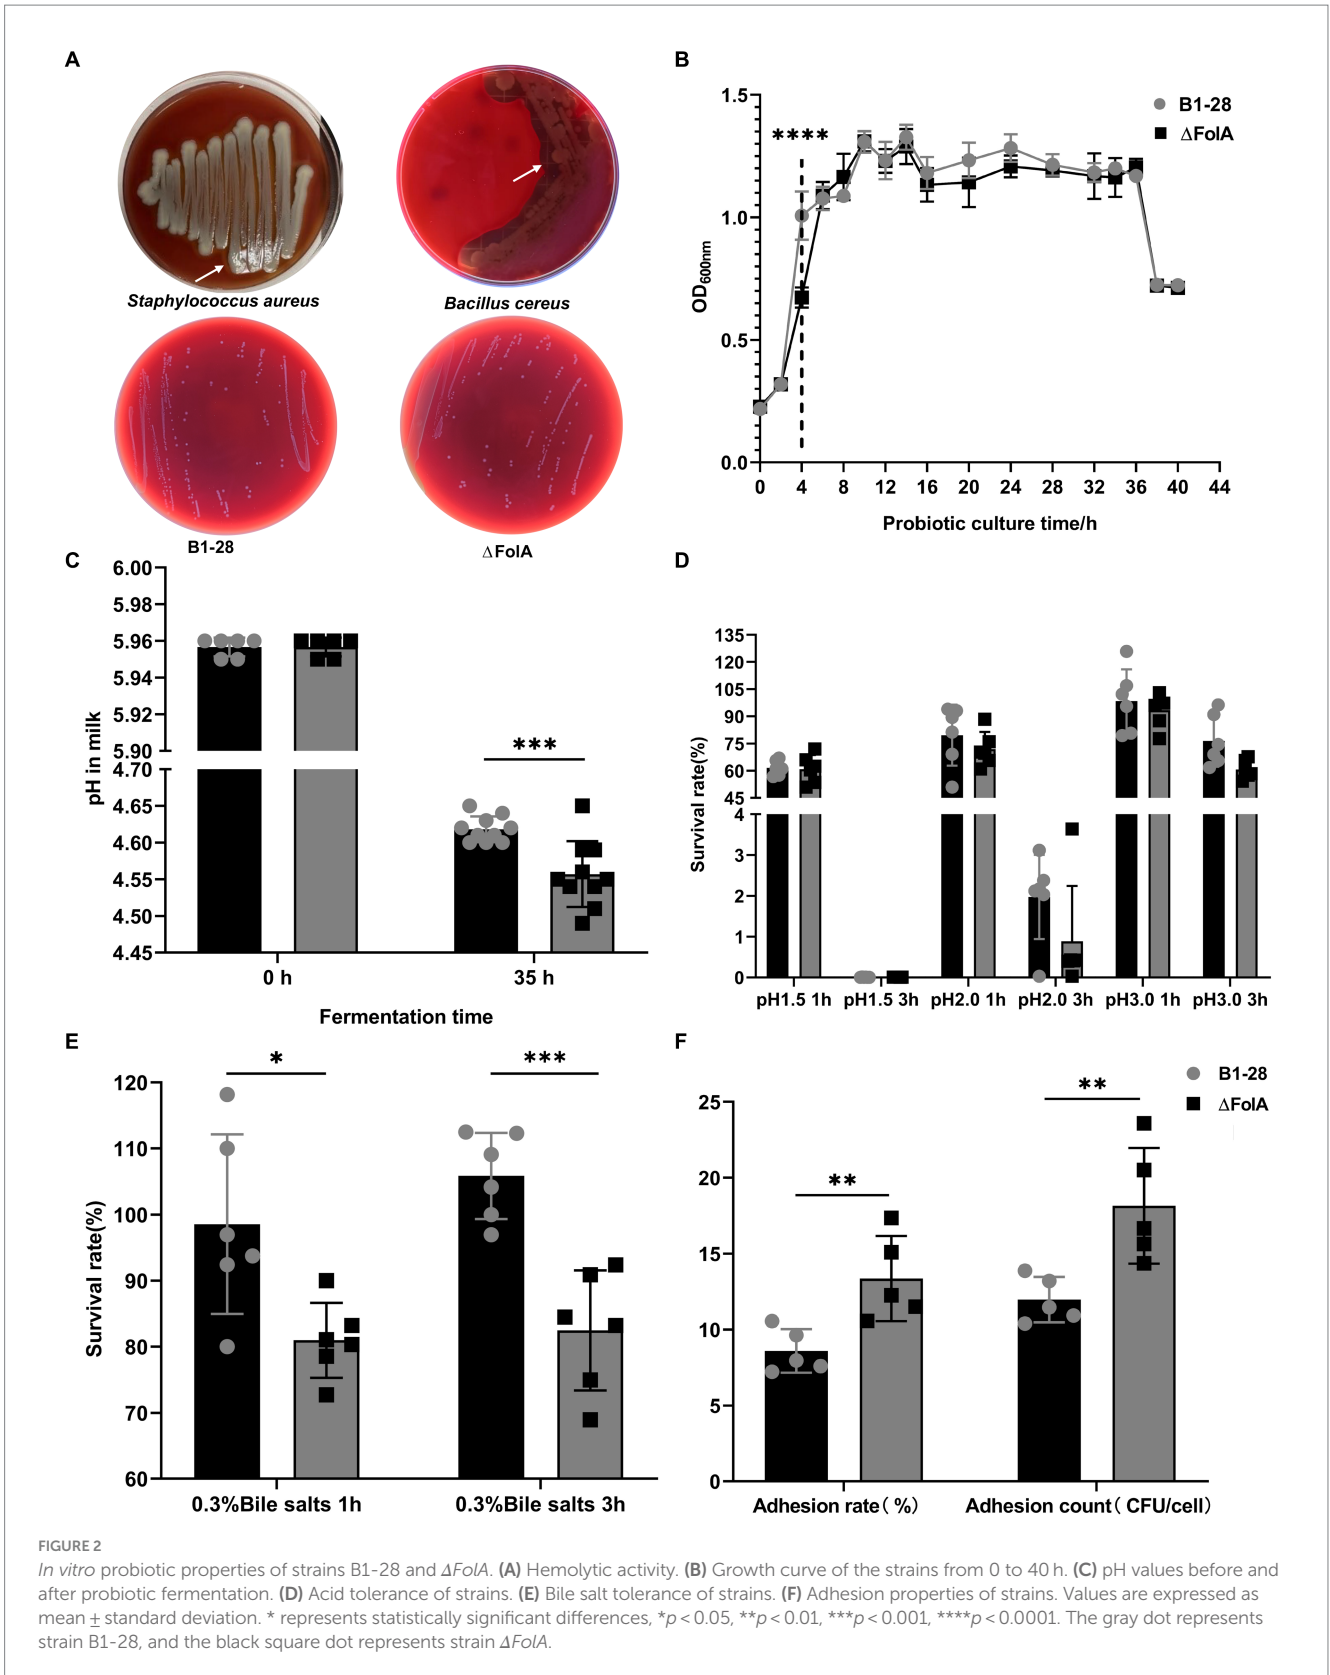 A
Staphylococcus aureus
Bacillus cereus
B1-28
ΔFolA
B
B1-28
ΔFolA
****
1.5
1.0
0.5
0.0
OD600nm
0 4 8 12 16 20 24 28 32 36 40 44
Probiotic culture time/h
C
6.00
5.98
5.96
5.94
5.92
5.90
4.70
4.65
4.60
4.55
4.50
4.45
pH in milk
***
0 h 35 h
Fermentation time
D
135
120
105
90
75
60
45
4
3
2
1
0
Survival rate(%)
pH1.5 1h pH1.5 3h pH2.0 1h pH2.0 3h pH3.0 1h pH3.0 3h
E
* ***
120
110
100
90
80
70
60
Survival rate(%)
0.3%Bile salts 1h 0.3%Bile salts 3h
F
B1-28
ΔFolA
** **
25
20
15
10
5
0
Adhesion rate( %) Adhesion count( CFU/cell)
FIGURE 2
In vitro probiotic properties of strains B1-28 and ΔFolA. (A) Hemolytic activity. (B) Growth curve of the strains from 0 to 40 h. (C) pH values before and
after probiotic fermentation. (D) Acid tolerance of strains. (E) Bile salt tolerance of strains. (F) Adhesion properties of strains. Values are expressed as
mean ± standard deviation. * represents statistically significant differences, *p < 0.05, **p < 0.01, ***p < 0.001, ****p < 0.0001. The gray dot represents
strain B1-28, and the black square dot represents strain ΔFolA.